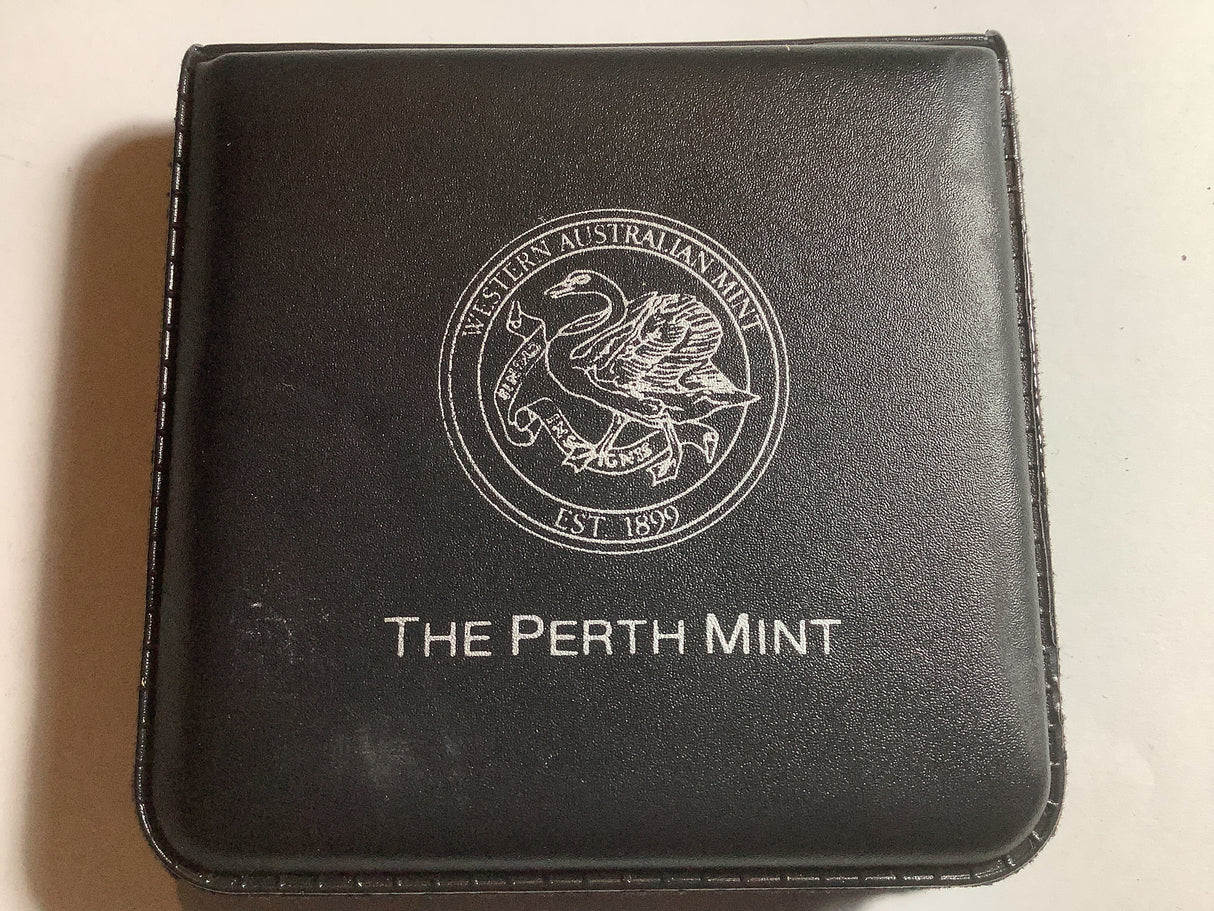 WESTERN AUSTRALIAN MINT
EST 1899
THE PERTH MINT